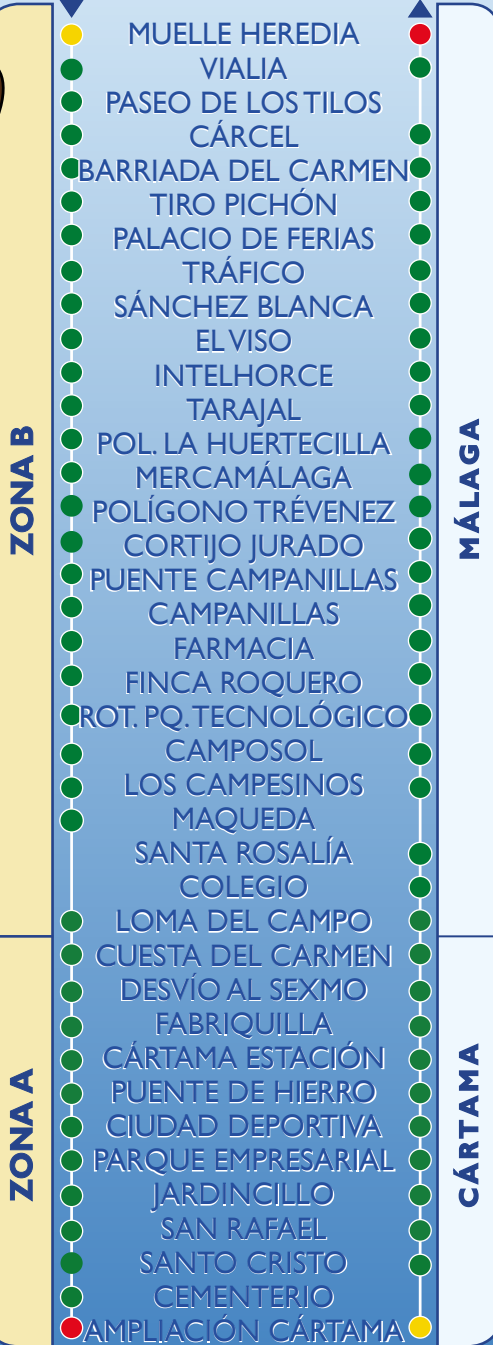 MUELLE HEREDIA
VIALIA
PASEO DE LOS TILOS
CÁRCEL
BARRIADA DEL CARMEN
TIRO PICHÓN
PALACIO DE FERIAS
TRÁFICO
SÁNCHEZ BLANCA
EL VISO
INTELHORCE
TARAJAL
POL. LA HUERTECILLA
MERCAMÁLAGA
POLÍGONO TRÉVENEZ
CORTIJO JURADO
PUENTE CAMPANILLAS
CAMPANILLAS
FARMACIA
FINCA ROQUERO
ROT. PQ. TECNOLÓGICO
CAMPOSOL
LOS CAMPESINOS
MAQUEDA
SANTA ROSALÍA
COLEGIO
LOMA DEL CAMPO
CUESTA DEL CARMEN
DESVÍO AL SEXMO
FABRIQUILLA
CÁRTAMA ESTACIÓN
PUENTE DE HIERRO
CIUDAD DEPORTIVA
PARQUE EMPRESARIAL
JARDINCILLO
SAN RAFAEL
SANTO CRISTO
CEMENTERIO
AMPLIACIÓN CÁRTAMA
ZONA B
ZONA A
MÁLAGA
CÁRTAMA